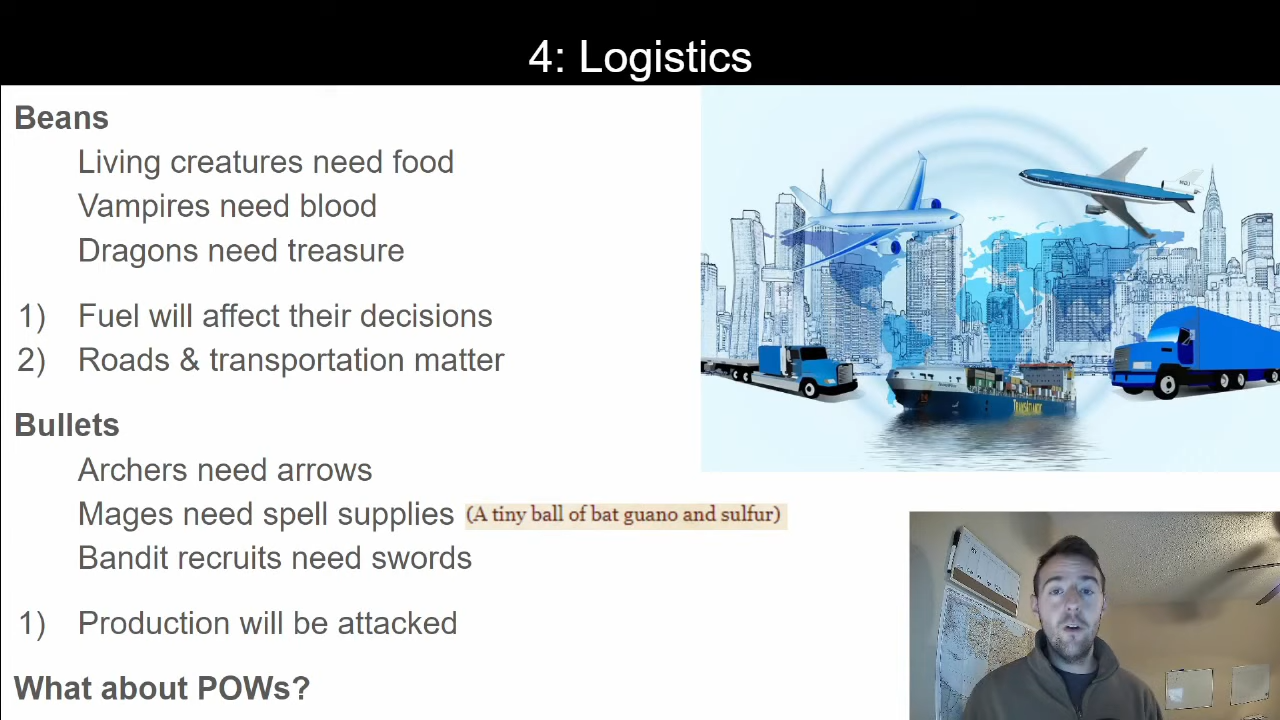 4: Logistics
Beans
Living creatures need food
Vampires need blood
Dragons need treasure
1) Fuel will affect their decisions
2) Roads & transportation matter
Bullets
Archers need arrows
Mages need spell supplies (A tiny ball of bat guano and sulfur)
Bandit recruits need swords
1) Production will be attacked
What about POWs?